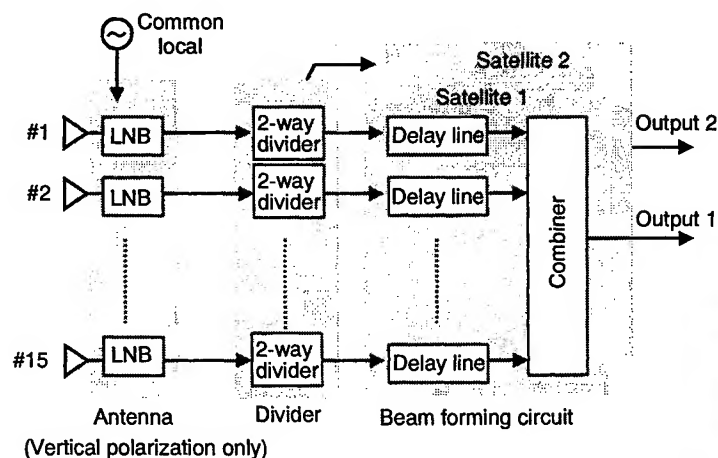 Common
local
Satellite 2
Satellite 1
#1
LNB
2-way
divider
Delay line
Output 2
#2
LNB
2-way
divider
Delay line
Output 1
Combiner
#15
LNB
2-way
divider
Delay line
Antenna
Divider
Beam forming circuit
(Vertical polarization only)